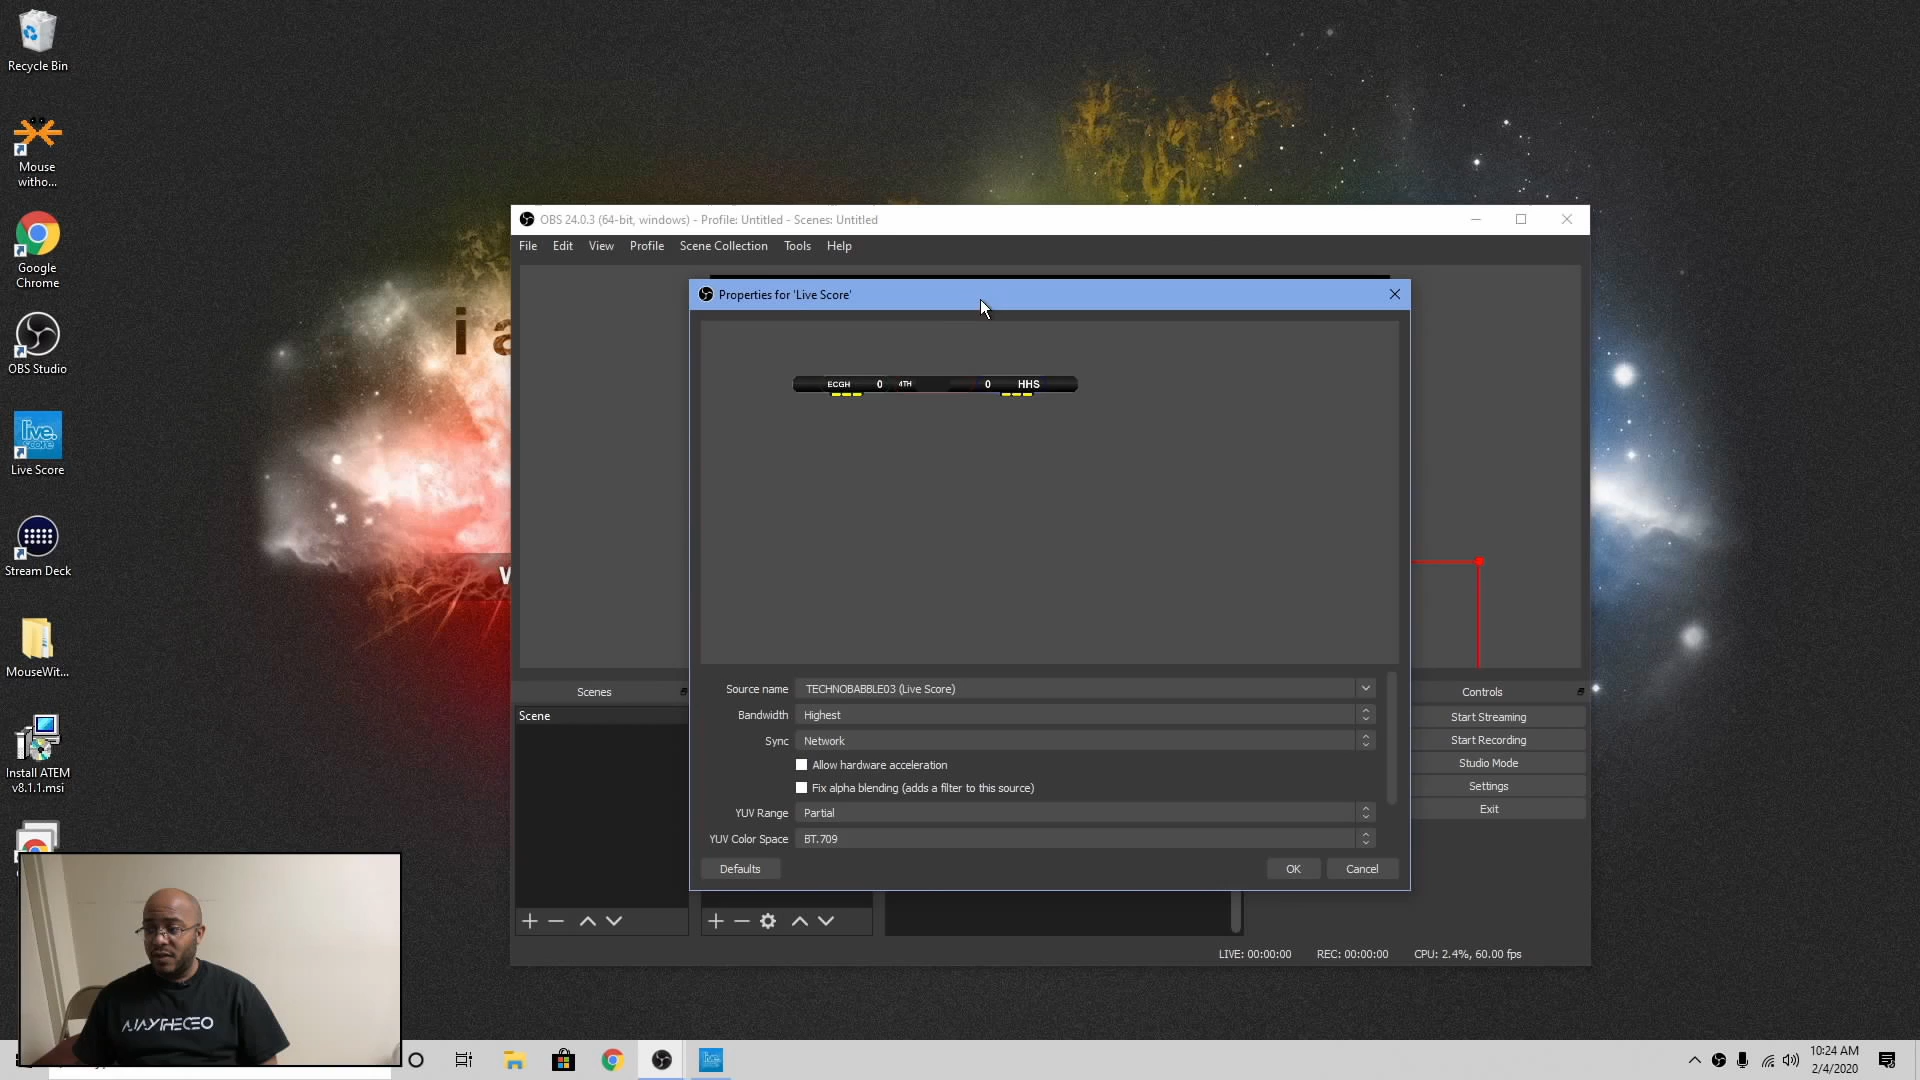 Recycle Bin
Mouse
witho...
Google
Chrome
OBS Studio
live.
score
Live Score
Stream Deck
MouseWit...
Install ATEM
v8.1.1.msi
i a
W
OBS 24.0.3 (64-bit, windows) - Profile: Untitled - Scenes: Untitled
File Edit View Profile Scene Collection Tools Help
Properties for 'Live Score'
ECGH 0 4TH 0 HHS
Source name TECHNOBABBLE03 (Live Score)
Bandwidth Highest
Sync Network
Allow hardware acceleration
Fix alpha blending (adds a filter to this source)
YUV Range Partial
YUV Color Space BT.709
Defaults OK Cancel
Scenes
Scene
Controls
Start Streaming
Start Recording
Studio Mode
Settings
Exit
LIVE: 00:00:00 REC: 00:00:00 CPU: 2.4%, 60.00 fps
AJAYTHECEO
live.
10:24 AM
2/4/2020